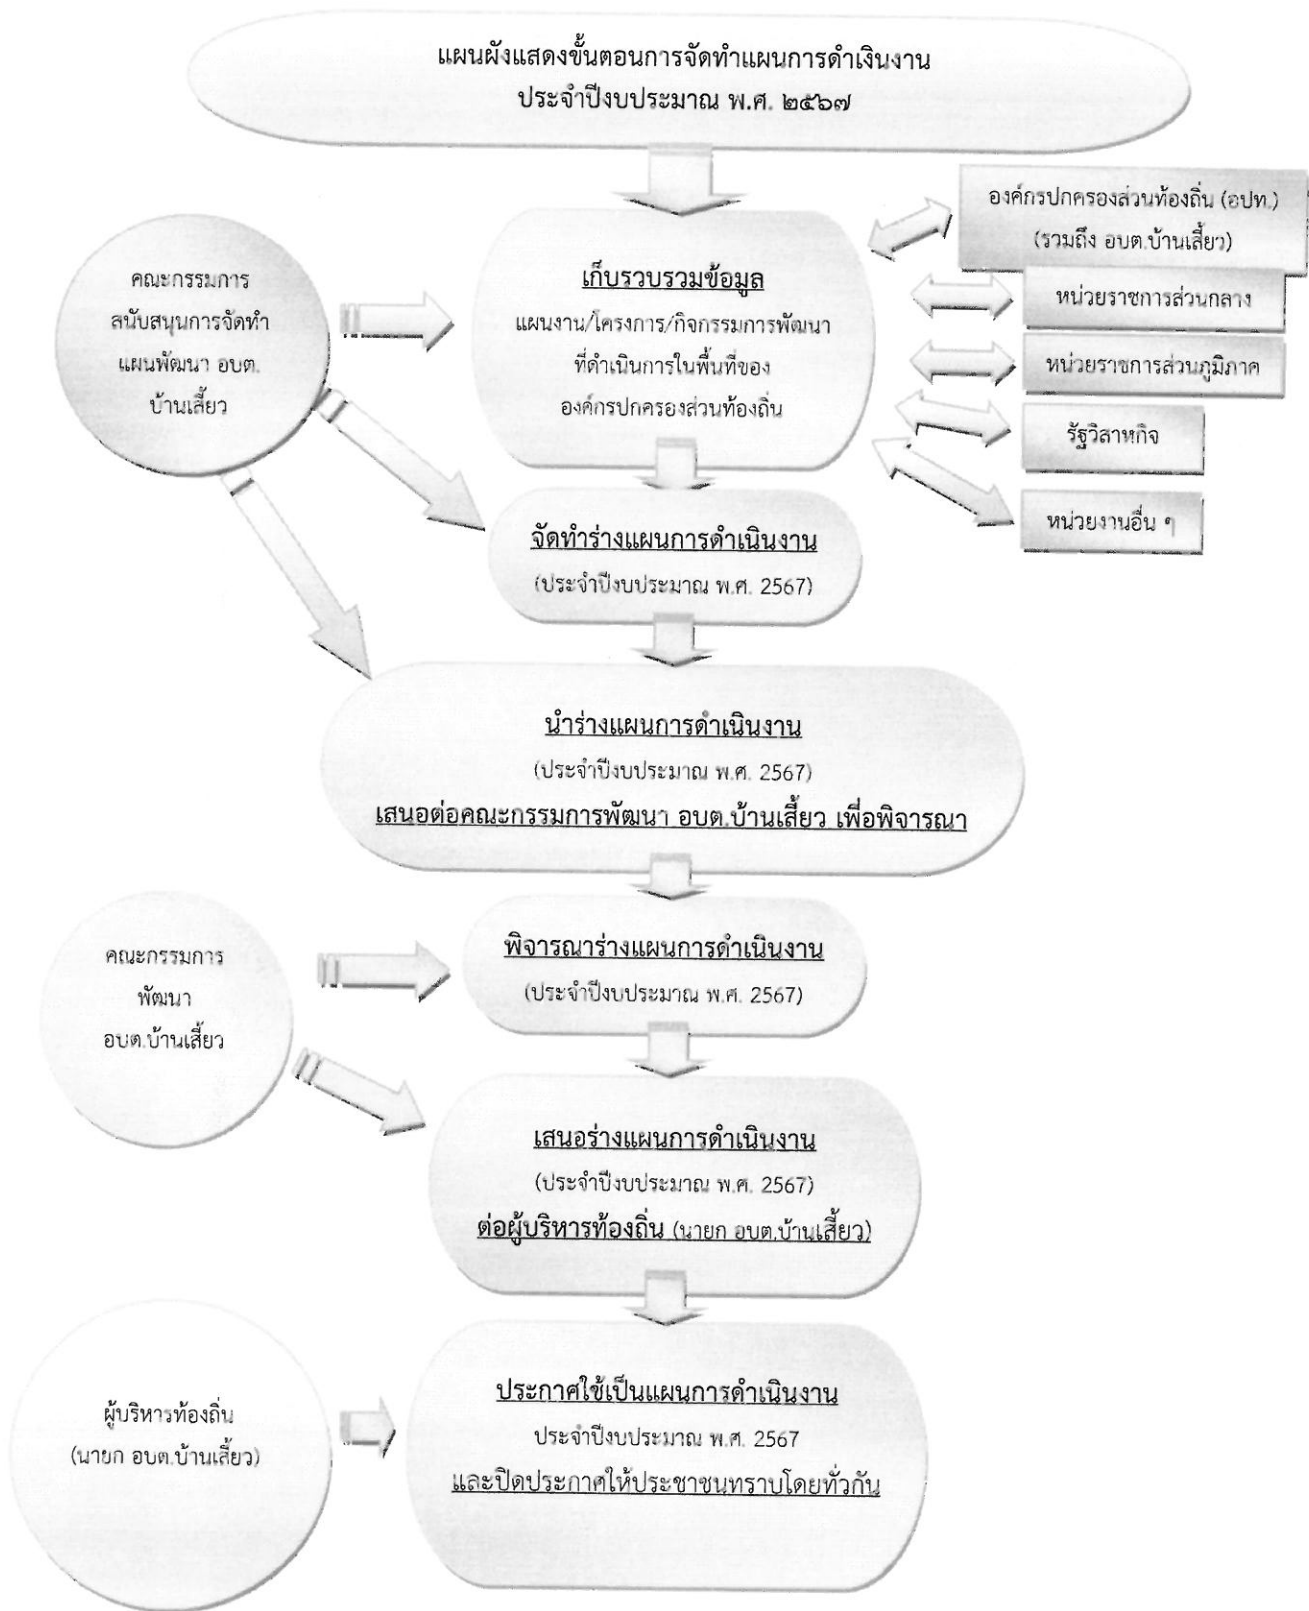 แผนผังแสดงขั้นตอนการจัดทำแผนการดำเงินงาน
ประจำปีงบประมาณ พ.ศ. ๒๕๖๗
องค์กรปกครองส่วนท้องถิ่น (อปท.)
(รวมถึง อบต.บ้านเสี้ยว)
หน่วยราชการส่วนกลาง
หน่วยราชการส่วนภูมิภาค
รัฐวิสาหกิจ
หน่วยงานอื่น ๆ
คณะกรรมการ
สนับสนุนการจัดทำ
แผนพัฒนา อบต.
บ้านเสี้ยว
เก็บรวบรวมข้อมูล
แผนงาน/โครงการ/กิจกรรมการพัฒนา
ที่ดำเนินการในพื้นที่ของ
องค์กรปกครองส่วนท้องถิ่น
จัดทำร่างแผนการดำเนินงาน
(ประจำปีงบประมาณ พ.ศ. 2567)
นำร่างแผนการดำเนินงาน
(ประจำปีงบประมาณ พ.ศ. 2567)
เสนอต่อคณะกรรมการพัฒนา อบต.บ้านเสี้ยว เพื่อพิจารณา
คณะกรรมการ
พัฒนา
อบต.บ้านเสี้ยว
พิจารณาร่างแผนการดำเนินงาน
(ประจำปีงบประมาณ พ.ศ. 2567)
เสนอร่างแผนการดำเนินงาน
(ประจำปีงบประมาณ พ.ศ. 2567)
ต่อผู้บริหารท้องถิ่น (นายก อบต.บ้านเสี้ยว)
ผู้บริหารท้องถิ่น
(นายก อบต.บ้านเสี้ยว)
ประกาศใช้เป็นแผนการดำเนินงาน
ประจำปีงบประมาณ พ.ศ. 2567
และปิดประกาศให้ประชาชนทราบโดยทั่วกัน